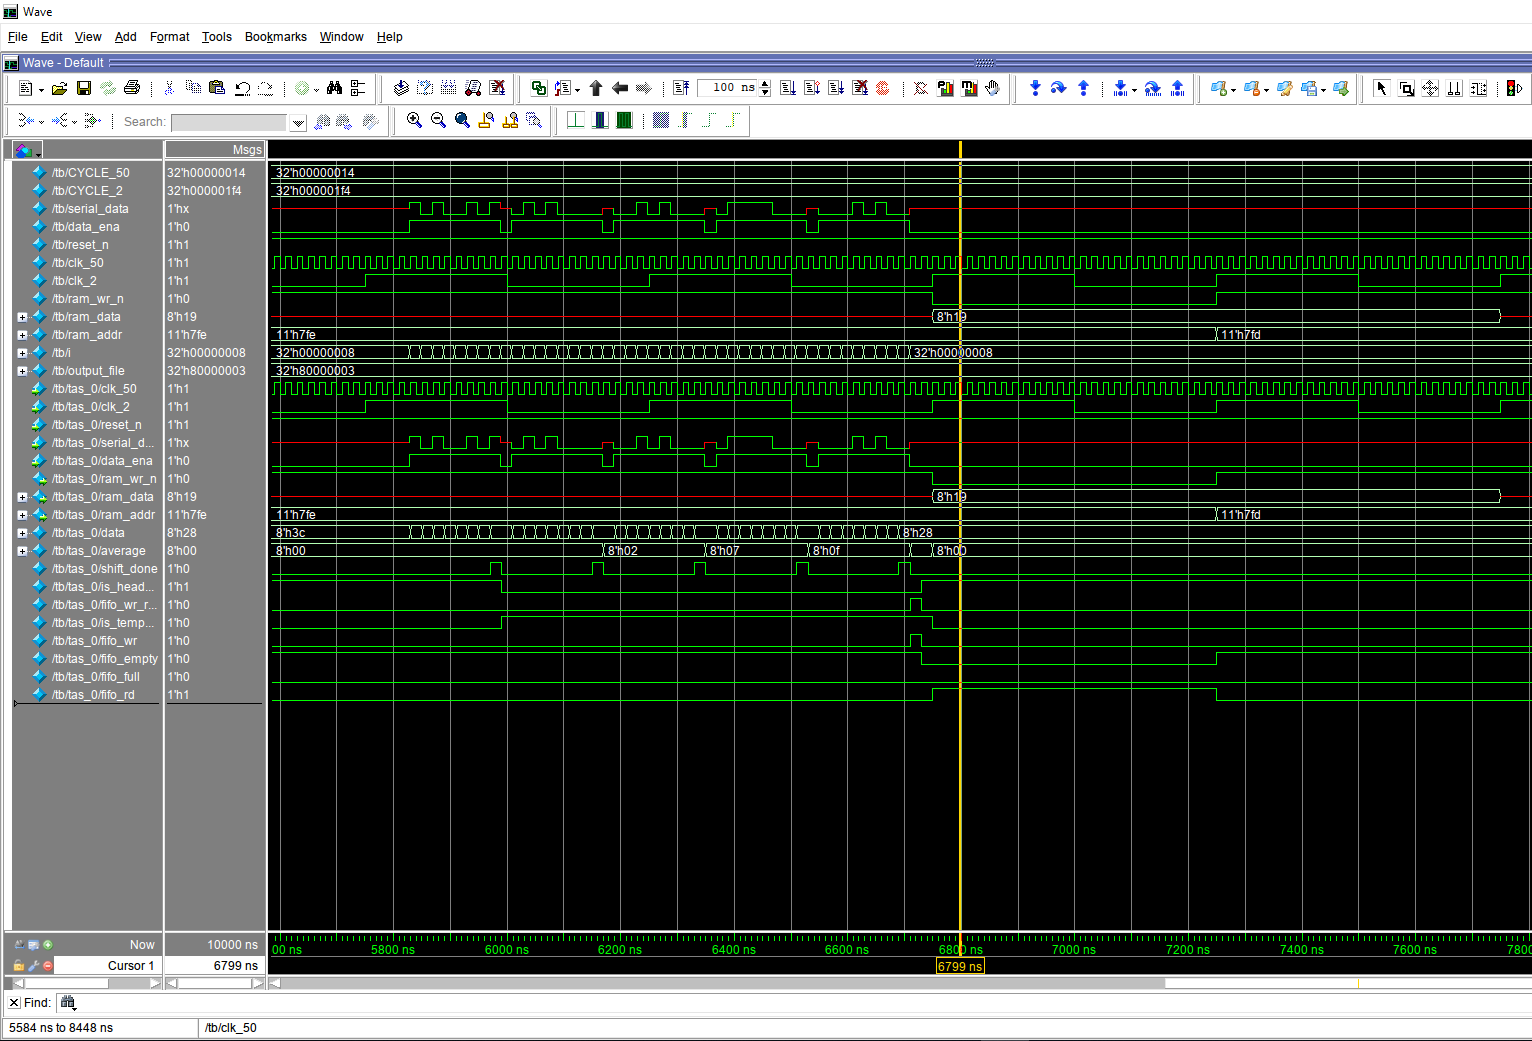 Wave
File Edit View Add Format Tools Bookmarks Window Help
Wave - Default
100 ns
Search:
Msgs
/tb/CYCLE_50 32'h00000014 32'h00000014
/tb/CYCLE_2 32'h000001f4 32'h000001f4
/tb/serial_data 1'hx
/tb/data_ena 1'h0
/tb/reset_n 1'h1
/tb/clk_50 1'h1
/tb/clk_2 1'h1
/tb/ram_wr_n 1'h0
/tb/ram_data 8'h19 8'h19
/tb/ram_addr 11'h7fe 11'h7fe 11'h7fd
/tb/i 32'h00000008 32'h00000008 32'h00000008
/tb/output_file 32'h80000003 32'h80000003
/tb/tas_0/clk_50 1'h1
/tb/tas_0/clk_2 1'h1
/tb/tas_0/reset_n 1'h1
/tb/tas_0/serial_d... 1'hx
/tb/tas_0/data_ena 1'h0
/tb/tas_0/ram_wr_n 1'h0
/tb/tas_0/ram_data 8'h19 8'h19
/tb/tas_0/ram_addr 11'h7fe 11'h7fe 11'h7fd
/tb/tas_0/data 8'h28 8'h3c 8'h28
/tb/tas_0/average 8'h00 8'h00 8'h02 8'h07 8'h0f 8'h00
/tb/tas_0/shift_done 1'h0
/tb/tas_0/is_head... 1'h1
/tb/tas_0/fifo_wr_r... 1'h0
/tb/tas_0/is_temp... 1'h0
/tb/tas_0/fifo_wr 1'h0
/tb/tas_0/fifo_empty 1'h0
/tb/tas_0/fifo_full 1'h0
/tb/tas_0/fifo_rd 1'h1
Now 10000 ns 00 ns 5800 ns 6000 ns 6200 ns 6400 ns 6600 ns 6800 ns 7000 ns 7200 ns 7400 ns 7600 ns 7800
Cursor 1 6799 ns 6799 ns
Find:
5584 ns to 8448 ns /tb/clk_50